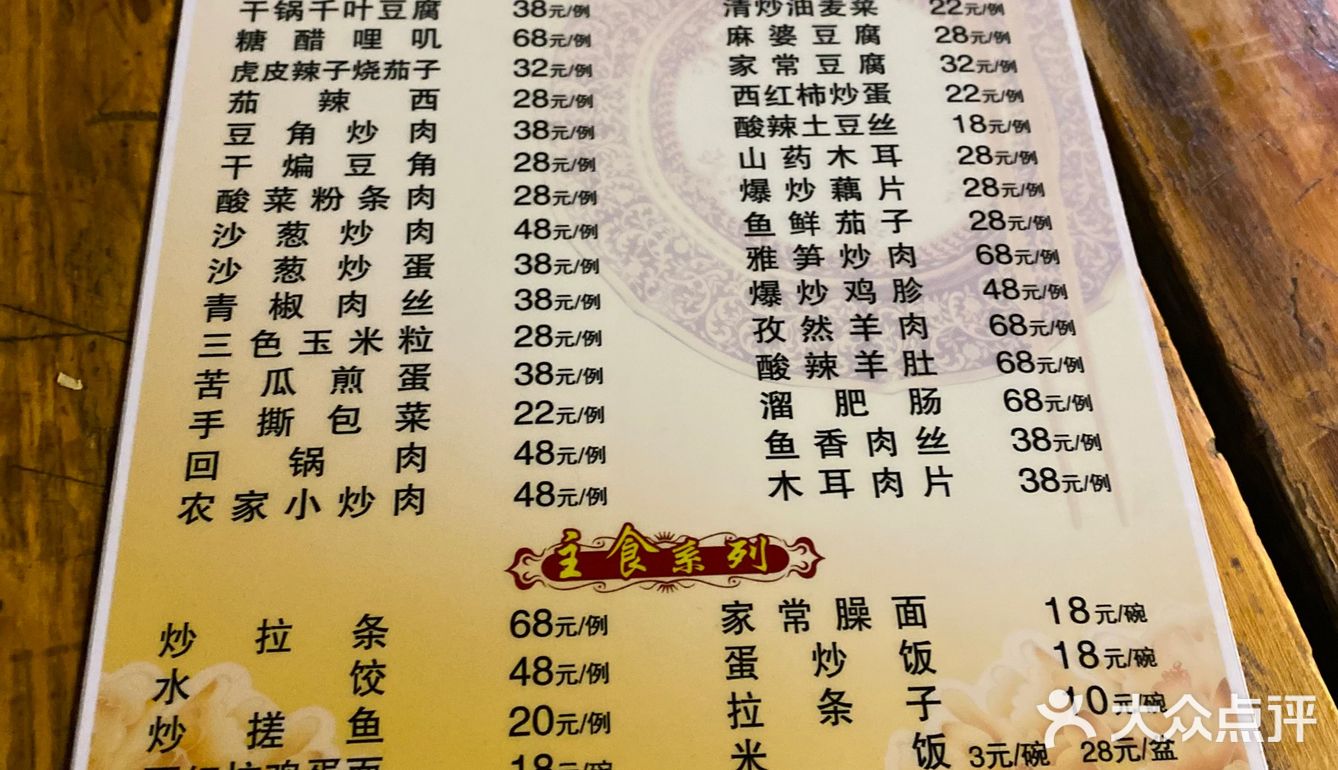 干锅千叶豆腐 38元/例
糖醋哩叽 68元/例
虎皮辣子烧茄子 32元/例
茄辣西 28元/例
豆角炒肉 38元/例
干煸豆角 28元/例
酸菜粉条肉 28元/例
沙葱炒肉 48元/例
沙葱炒蛋 38元/例
青椒肉丝 38元/例
三色玉米粒 28元/例
苦瓜煎蛋 38元/例
手撕包菜 22元/例
回锅肉 48元/例
农家小炒肉 48元/例
清炒油麦菜 22元/例
麻婆豆腐 28元/例
家常豆腐 32元/例
西红柿炒蛋 22元/例
酸辣土豆丝 18元/例
山药木耳 28元/例
爆炒藕片 28元/例
鱼鲜茄子 28元/例
雅笋炒肉 68元/例
爆炒鸡胗 48元/例
孜然羊肉 68元/例
酸辣羊肚 68元/例
溜肥肠 68元/例
鱼香肉丝 38元/例
木耳肉片 38元/例
主食系列
炒拉条 68元/例
水饺 48元/例
炒搓鱼 20元/例
18元/碗
家常臊面 18元/碗
蛋炒饭 18元/碗
拉条子 10元/碗
米饭 3元/碗 28元/盆
大众点评